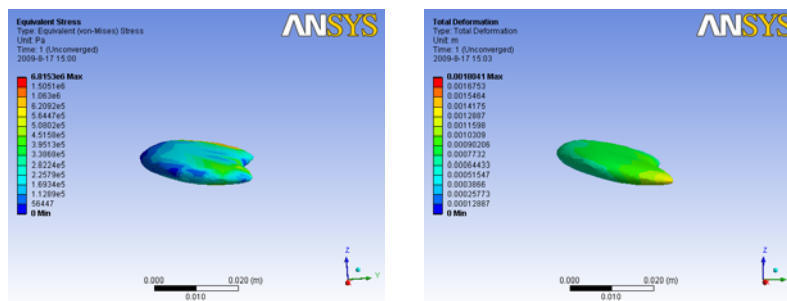 Equivalent Stress
Type: Equivalent (von-Mises) Stress
Unit: Pa
Time: 1 (Unconverged)
2009-8-17 15:00
ANSYS
6.8153e6 Max
1.5051e6
1.063e6
6.2092e5
5.6447e5
5.0802e5
4.5158e5
3.9513e5
3.3868e5
2.8224e5
2.2579e5
1.6934e5
1.1289e5
56447
0 Min
0.000
0.020 (m)
0.010
Z
Y
Total Deformation
Type: Total Deformation
Unit: m
Time: 1 (Unconverged)
2009-8-17 15:03
ANSYS
0.0018041 Max
0.0016753
0.0015464
0.0014175
0.0012887
0.0011598
0.0010309
0.00090206
0.0007732
0.00064433
0.00051547
0.0003866
0.00025773
0.00012887
0 Min
0.000
0.020 (m)
0.010
Z